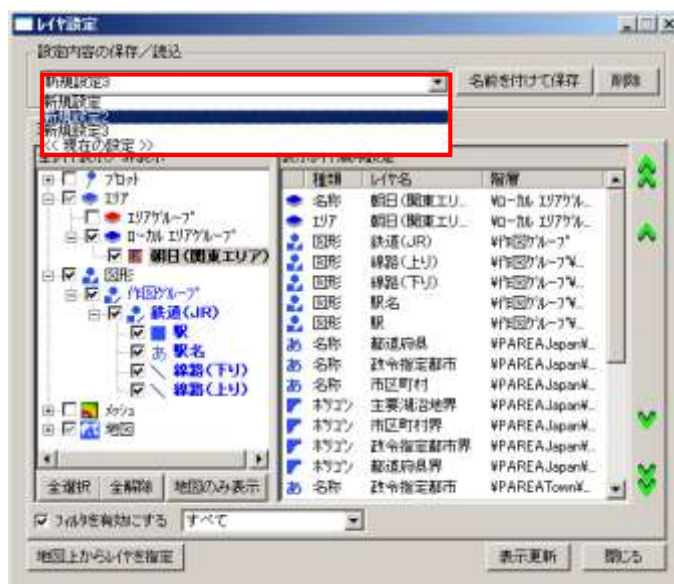 レイヤ設定
設定内容の保存／読込
新規設定3
名前を付けて保存
削除
新規設定
新規設定2
新規設定3
<< 現在の設定 >>
プロット
エリア
エリアグループ
ローカル エリアグループ
朝日(関東エリア)
図形
作図グループ
鉄道(JR)
駅
駅名
線路(下り)
線路(上り)
メッシュ
地図
全選択
全解除
地図のみ表示
種類 レイヤ名 階層
名称 朝日(関東エリ... ¥ローカル エリアグル...
エリア 朝日(関東エリ... ¥ローカル エリアグル...
図形 鉄道(JR) ¥作図グループ
図形 線路(上り) ¥作図グループ¥...
図形 線路(下り) ¥作図グループ¥...
図形 駅名 ¥作図グループ¥...
図形 駅 ¥作図グループ¥...
名称 都道府県 ¥PAREAJapan¥...
名称 政令指定都市 ¥PAREAJapan¥...
名称 市区町村 ¥PAREAJapan¥...
ポリゴン 主要湖沼地界 ¥PAREAJapan¥...
ポリゴン 市区町村界 ¥PAREAJapan¥...
ポリゴン 政令指定都市界 ¥PAREAJapan¥...
ポリゴン 都道府県界 ¥PAREAJapan¥...
名称 政令指定都市 ¥PAREATown¥...
フィルタを有効にする すべて
地図上からレイヤを指定
表示更新
閉じる